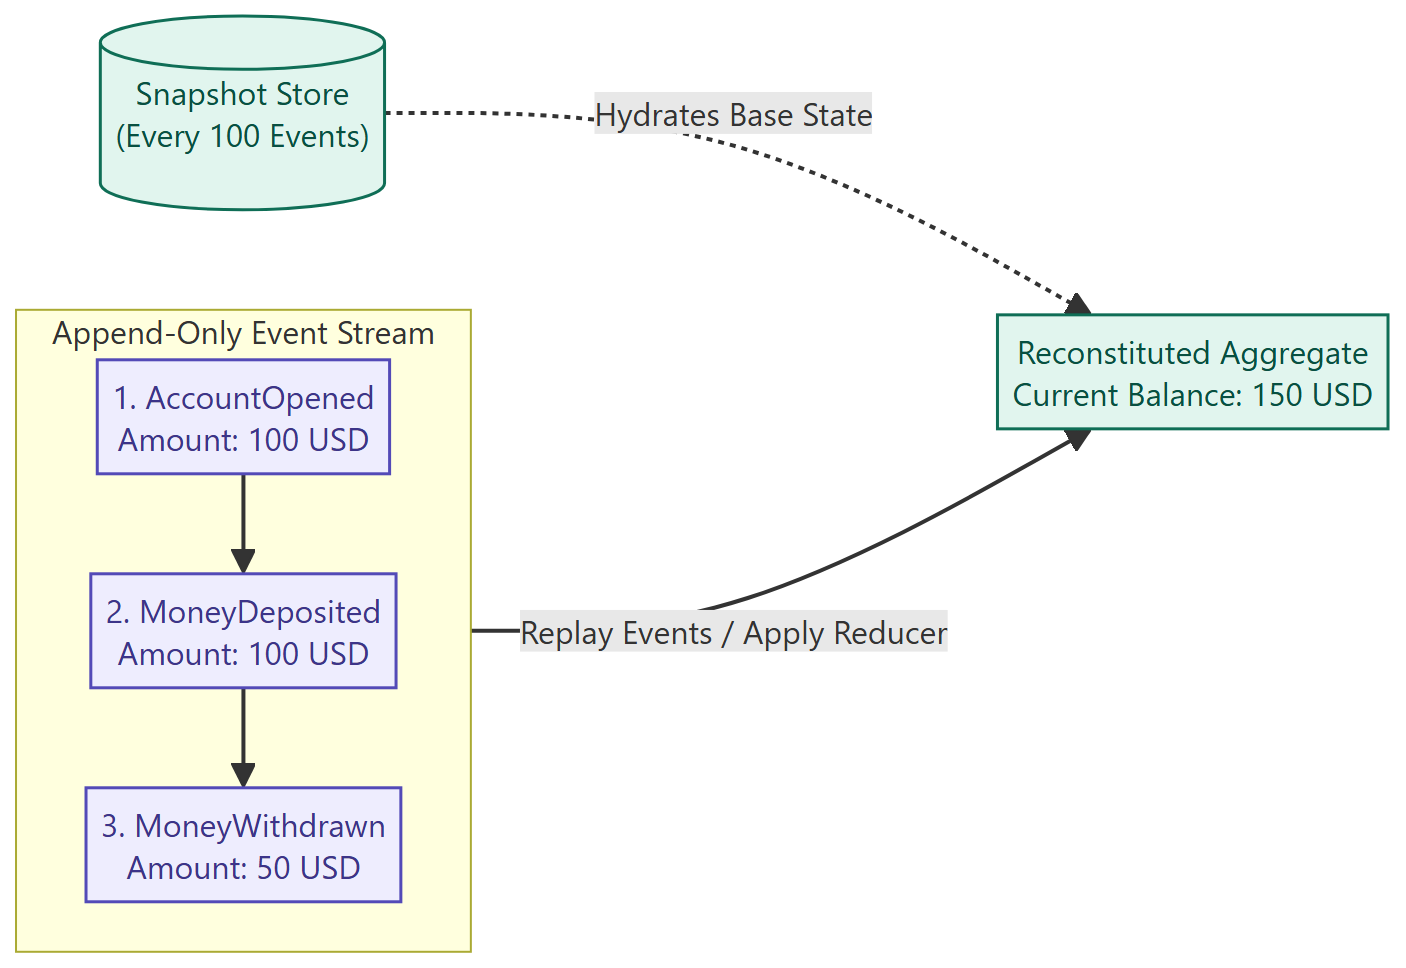 Snapshot Store
(Every 100 Events)
Hydrates Base State
Append-Only Event Stream
1. AccountOpened
Amount: 100 USD
Reconstituted Aggregate
Current Balance: 150 USD
2. MoneyDeposited
Amount: 100 USD
Replay Events / Apply Reducer
3. MoneyWithdrawn
Amount: 50 USD